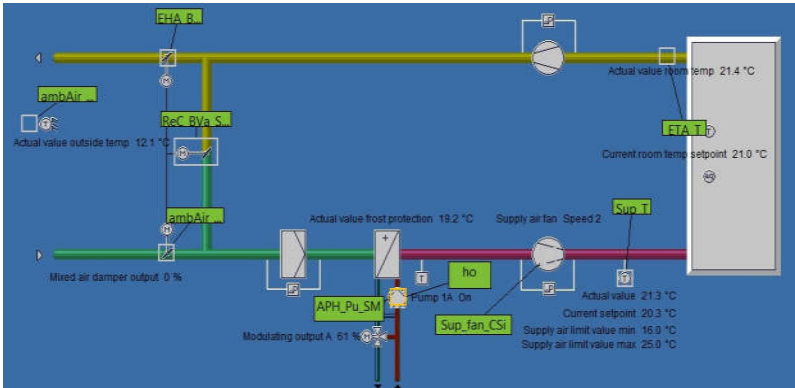 EHA_B...
Actual value room temp 21.4 °C
ambAir_...
ReC_BVa_S...
ETA_T
Actual value outside temp 12.1 °C
Current room temp setpoint 21.0 °C
ambAir_...
Actual value frost protection 19.2 °C
Supply air fan Speed 2
Sup_T
Mixed air damper output 0 %
ho
Actual value 21.3 °C
APH_Pu_SM
Pump 1A On
Current setpoint 20.3 °C
Sup_fan_CSi
Supply air limit value min 16.0 °C
Modulating output A 61 %
Supply air limit value max 25.0 °C